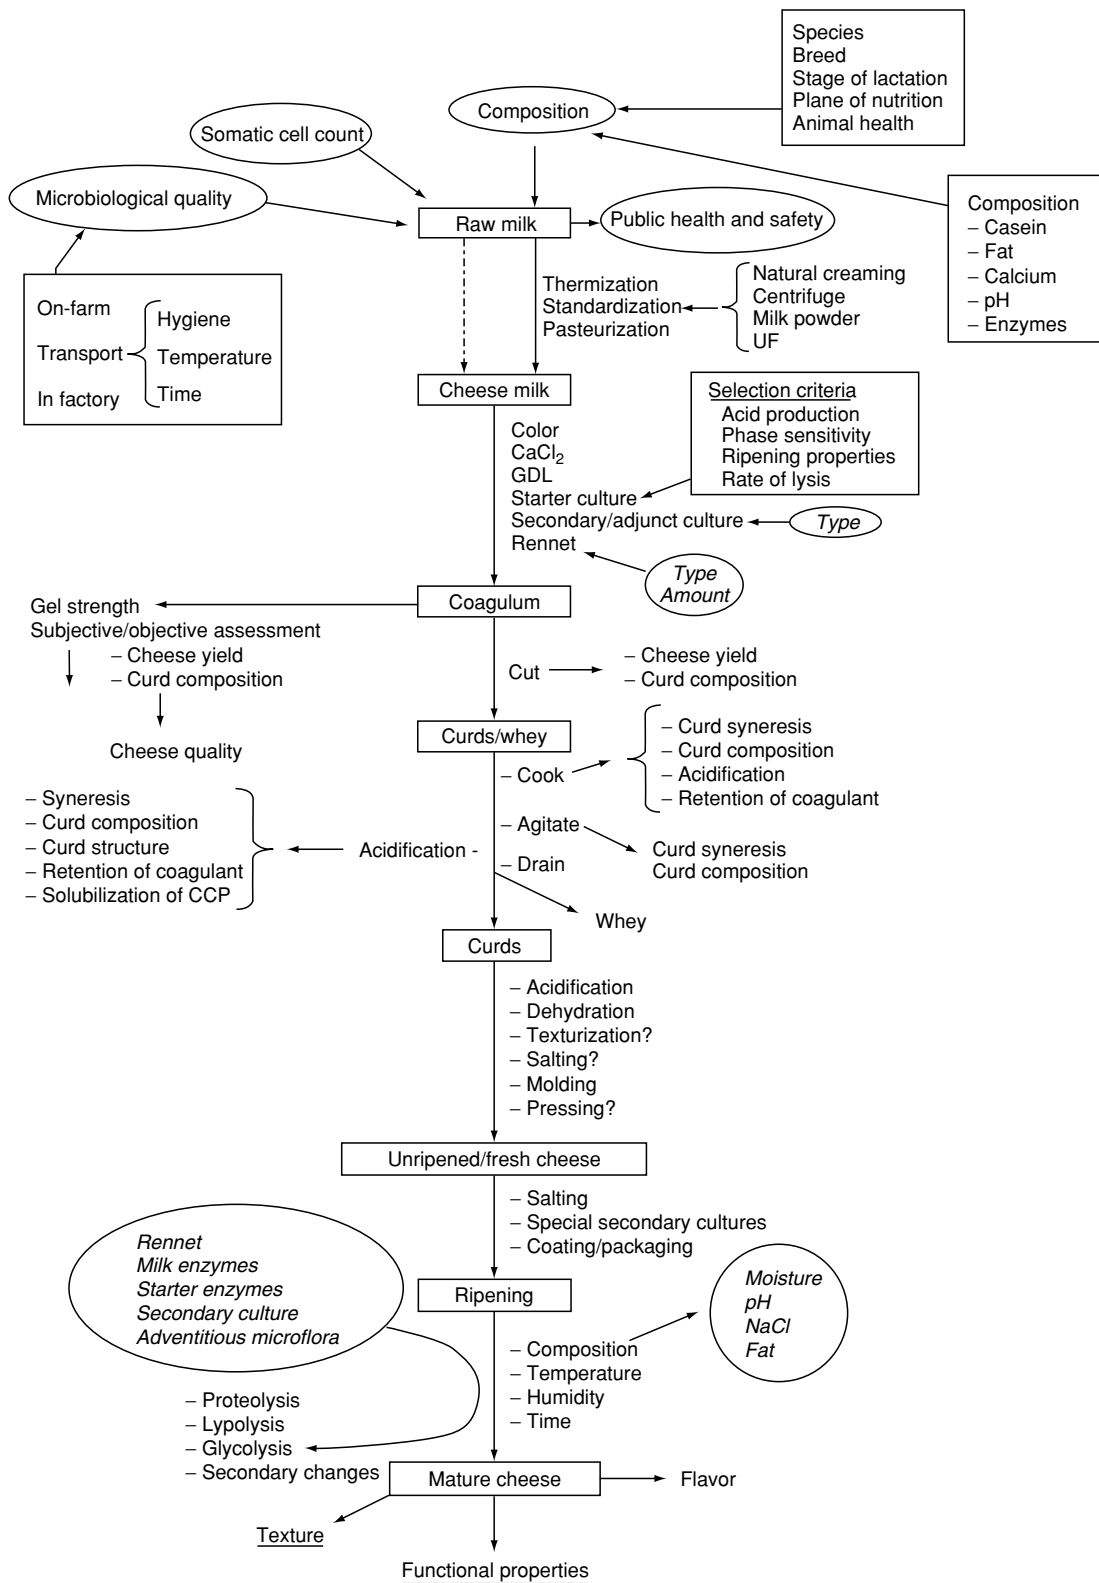 Species
Breed
Stage of lactation
Plane of nutrition
Animal health
Composition
Somatic cell count
Microbiological quality
Raw milk
Public health and safety
Composition
– Casein
– Fat
– Calcium
– pH
– Enzymes
On-farm
Transport
In factory
Hygiene
Temperature
Time
Thermization
Standardization
Pasteurization
Natural creaming
Centrifuge
Milk powder
UF
Cheese milk
Selection criteria
Acid production
Phase sensitivity
Ripening properties
Rate of lysis
Color
CaCl2
GDL
Starter culture
Secondary/adjunct culture
Rennet
Type
Type
Amount
Coagulum
Gel strength
Subjective/objective assessment
– Cheese yield
– Curd composition
Cheese quality
Cut
– Cheese yield
– Curd composition
Curds/whey
– Cook
– Curd syneresis
– Curd composition
– Acidification
– Retention of coagulant
– Agitate
Curd syneresis
Curd composition
Acidification -
– Syneresis
– Curd composition
– Curd structure
– Retention of coagulant
– Solubilization of CCP
– Drain
Whey
Curds
– Acidification
– Dehydration
– Texturization?
– Salting?
– Molding
– Pressing?
Unripened/fresh cheese
– Salting
– Special secondary cultures
– Coating/packaging
Ripening
Rennet
Milk enzymes
Starter enzymes
Secondary culture
Adventitious microflora
Moisture
pH
NaCl
Fat
– Composition
– Temperature
– Humidity
– Time
– Proteolysis
– Lypolysis
– Glycolysis
– Secondary changes
Mature cheese
Flavor
Texture
Functional properties